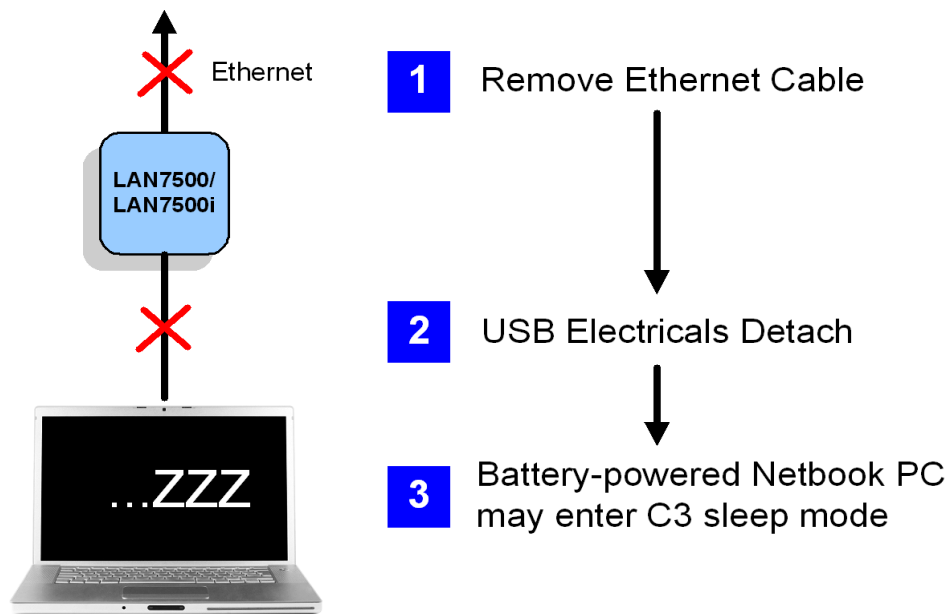 Ethernet
LAN7500/
LAN7500i
...ZZZ
1
Remove Ethernet Cable
2
USB Electricals Detach
3
Battery-powered Netbook PC
may enter C3 sleep mode